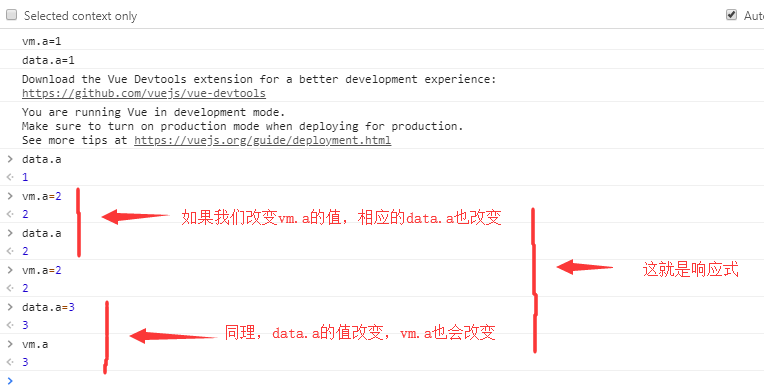 Selected context only
Auto
vm.a=1
data.a=1
Download the Vue Devtools extension for a better development experience:
https://github.com/vuejs/vue-devtools
You are running Vue in development mode.
Make sure to turn on production mode when deploying for production.
See more tips at https://vuejs.org/guide/deployment.html
> data.a
<· 1
> vm.a=2
<· 2
如果我们改变vm.a的值，相应的data.a也改变
> data.a
<· 2
> vm.a=2
<· 2
这就是响应式
> data.a=3
<· 3
同理，data.a的值改变，vm.a也会改变
> vm.a
<· 3
>